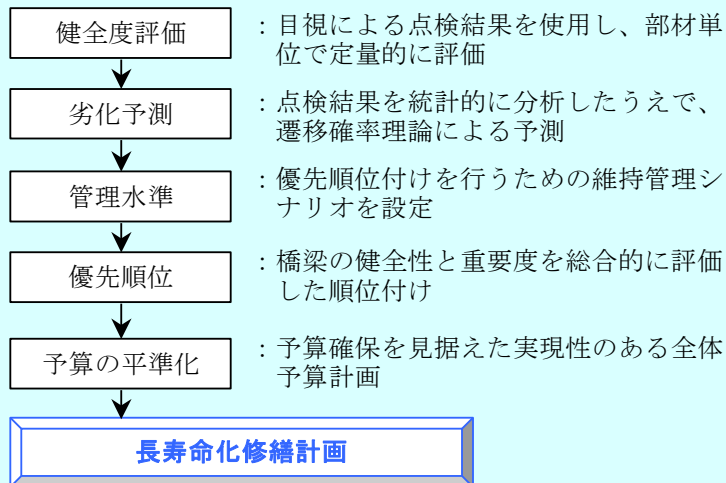 健全度評価
：目視による点検結果を使用し、部材単
位で定量的に評価
劣化予測
：点検結果を統計的に分析したうえで、
遷移確率理論による予測
管理水準
：優先順位付けを行うための維持管理シ
ナリオを設定
優先順位
：橋梁の健全性と重要度を総合的に評価
した順位付け
予算の平準化
：予算確保を見据えた実現性のある全体
予算計画
長寿命化修繕計画